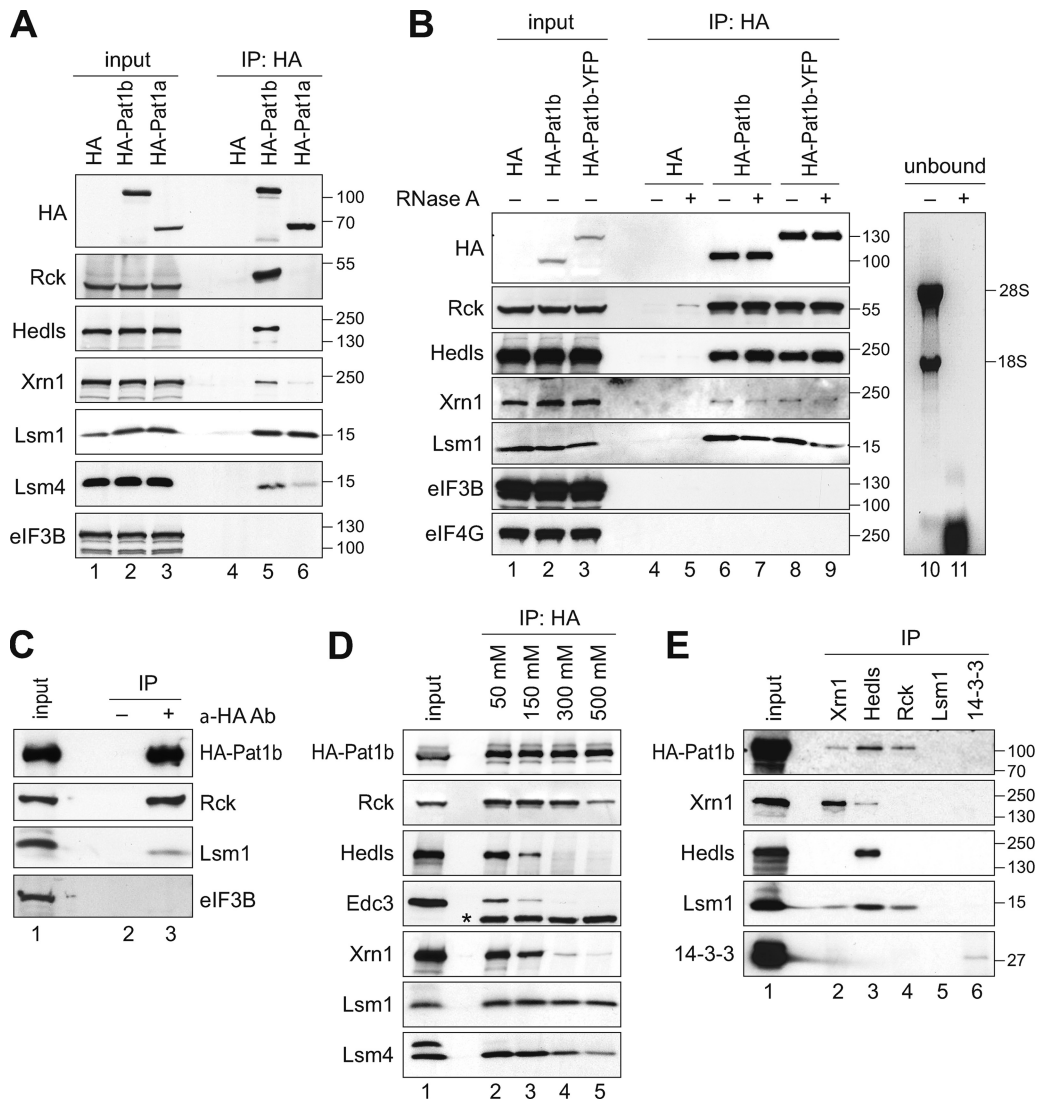 A
input IP: HA
HA HA-Pat1b HA-Pat1a HA HA-Pat1b HA-Pat1a
HA 100 70
Rck 55
Hedls 250 130
Xrn1 250
Lsm1 15
Lsm4 15
eIF3B 130 100
1 2 3 4 5 6
B
input IP: HA
HA HA-Pat1b HA-Pat1b-YFP HA HA-Pat1b HA-Pat1b-YFP unbound
RNase A – – – – + – + – + – +
HA 130 100
Rck 55
Hedls 250
Xrn1 250
Lsm1 15
eIF3B 130 100
eIF4G 250
28S
18S
1 2 3 4 5 6 7 8 9 10 11
C
input IP
– + a-HA Ab
HA-Pat1b
Rck
Lsm1
eIF3B
1 2 3
D
IP: HA
input 50 mM 150 mM 300 mM 500 mM
HA-Pat1b
Rck
Hedls
Edc3
*
Xrn1
Lsm1
Lsm4
1 2 3 4 5
E
IP
input Xrn1 Hedls Rck Lsm1 14-3-3
HA-Pat1b 100 70
Xrn1 250 130
Hedls 250 130
Lsm1 15
14-3-3 27
1 2 3 4 5 6